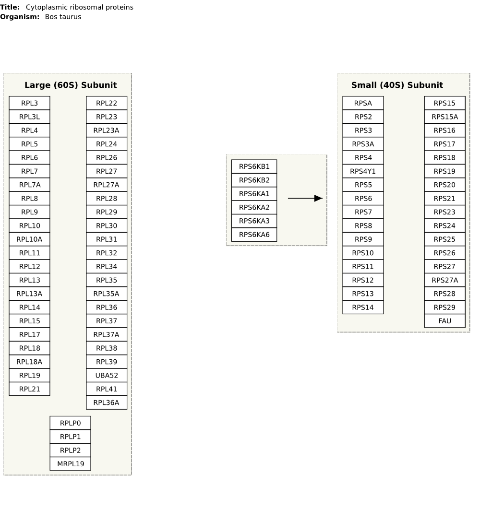 Title: Cytoplasmic ribosomal proteins
Organism: Bos taurus
Large (60S) Subunit
RPL3
RPL3L
RPL4
RPL5
RPL6
RPL7
RPL7A
RPL8
RPL9
RPL10
RPL10A
RPL11
RPL12
RPL13
RPL13A
RPL14
RPL15
RPL17
RPL18
RPL18A
RPL19
RPL21
RPL22
RPL23
RPL23A
RPL24
RPL26
RPL27
RPL27A
RPL28
RPL29
RPL30
RPL31
RPL32
RPL34
RPL35
RPL35A
RPL36
RPL37
RPL37A
RPL38
RPL39
UBA52
RPL41
RPL36A
RPLP0
RPLP1
RPLP2
MRPL19
RPS6KB1
RPS6KB2
RPS6KA1
RPS6KA2
RPS6KA3
RPS6KA6
Small (40S) Subunit
RPSA
RPS2
RPS3
RPS3A
RPS4
RPS4Y1
RPS5
RPS6
RPS7
RPS8
RPS9
RPS10
RPS11
RPS12
RPS13
RPS14
RPS15
RPS15A
RPS16
RPS17
RPS18
RPS19
RPS20
RPS21
RPS23
RPS24
RPS25
RPS26
RPS27
RPS27A
RPS28
RPS29
FAU